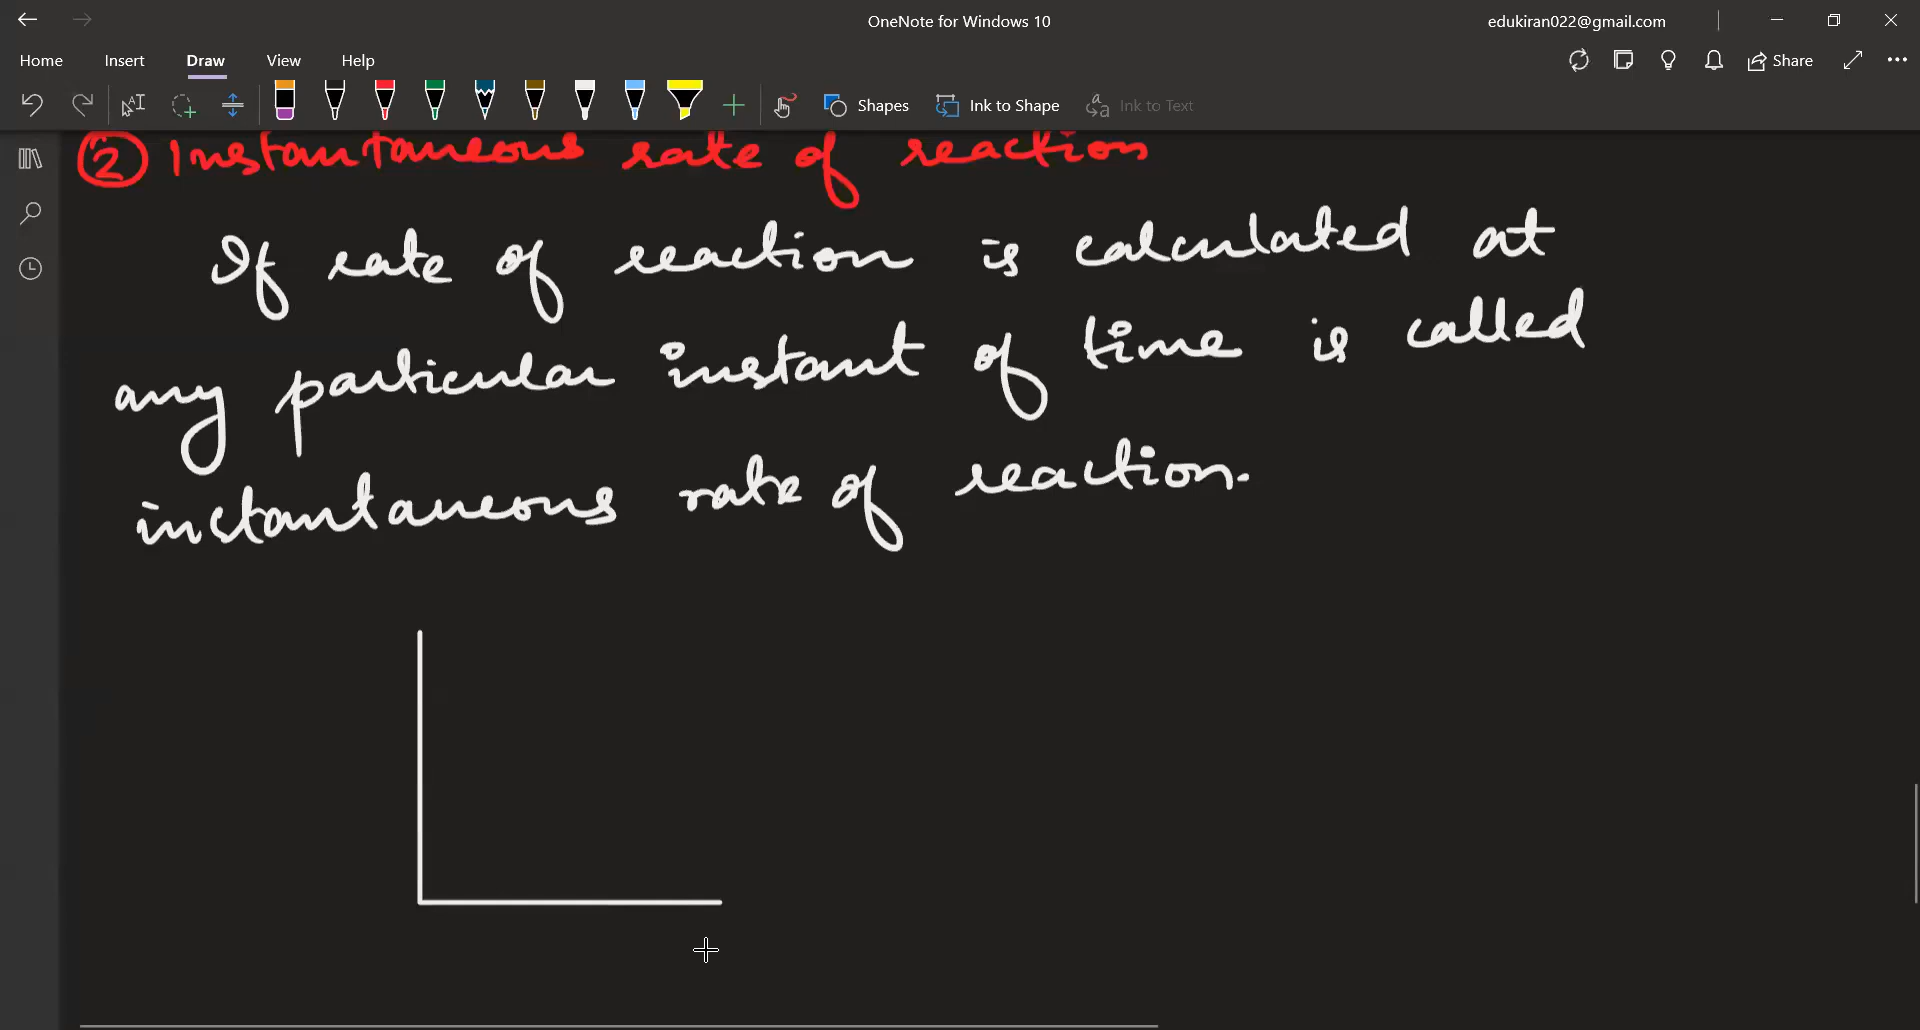 OneNote for Windows 10
edukiran022@gmail.com
Home Insert Draw View Help
Share
Shapes Ink to Shape Ink to Text
② Instantaneous rate of reaction
If rate of reaction is calculated at
any particular instant of time is called
instantaneous rate of reaction.